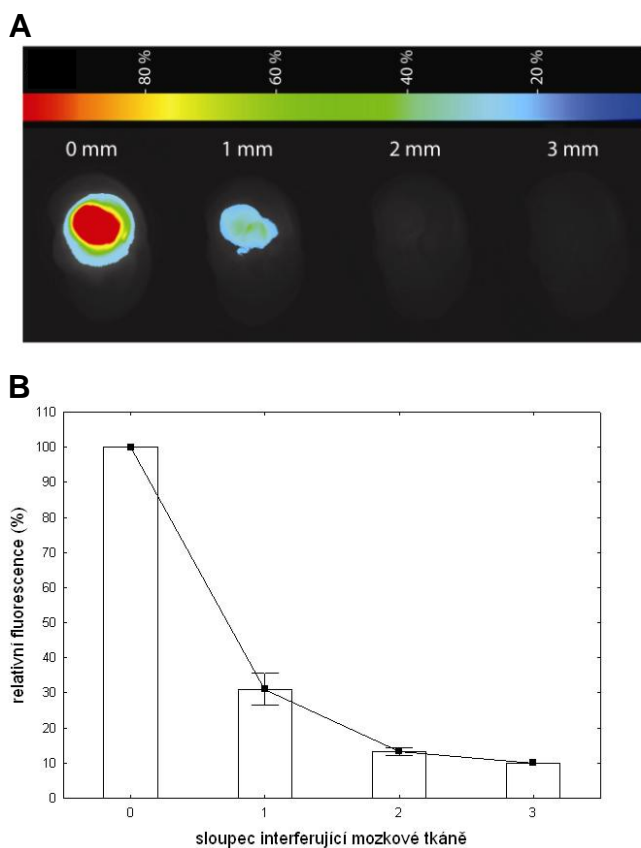 A
80 % 60 % 40 % 20 %
0 mm 1 mm 2 mm 3 mm
B
110
100
90
80
70
60
50
40
30
20
10
0
relativní fluorescence (%)
0 1 2 3
sloupec interferující mozkové tkáně